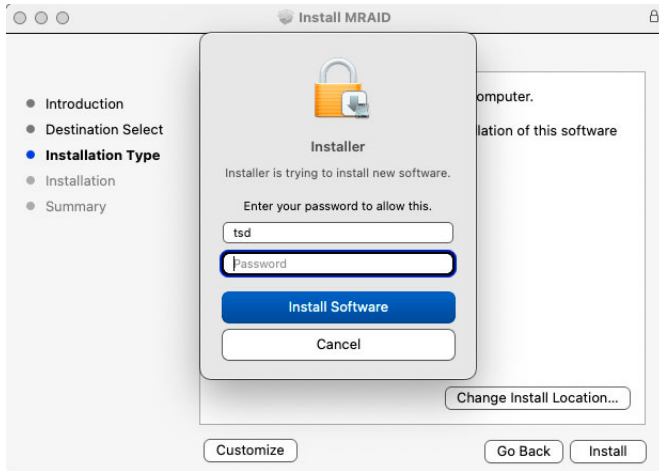 Install MRAID
Introduction
Destination Select
Installation Type
Installation
Summary
omputer.
lation of this software
Installer
Installer is trying to install new software.
Enter your password to allow this.
tsd
Password
Install Software
Cancel
Change Install Location...
Customize
Go Back
Install